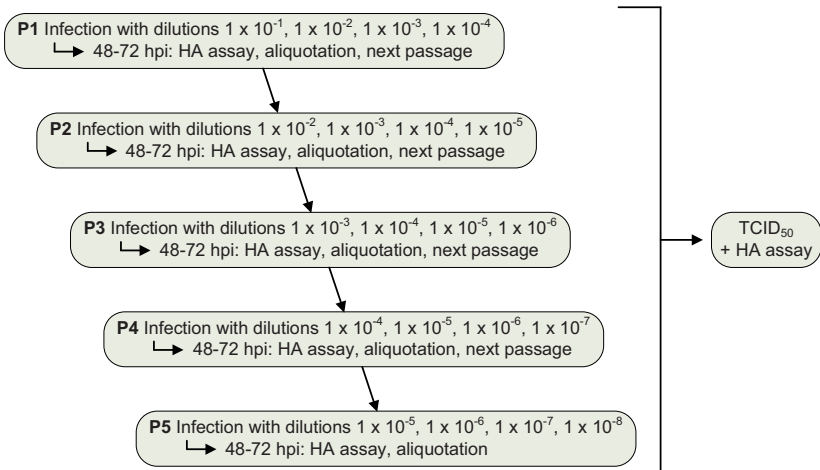 P1 Infection with dilutions 1 x 10⁻¹, 1 x 10⁻², 1 x 10⁻³, 1 x 10⁻⁴
48-72 hpi: HA assay, aliquotation, next passage
P2 Infection with dilutions 1 x 10⁻², 1 x 10⁻³, 1 x 10⁻⁴, 1 x 10⁻⁵
48-72 hpi: HA assay, aliquotation, next passage
P3 Infection with dilutions 1 x 10⁻³, 1 x 10⁻⁴, 1 x 10⁻⁵, 1 x 10⁻⁶
48-72 hpi: HA assay, aliquotation, next passage
P4 Infection with dilutions 1 x 10⁻⁴, 1 x 10⁻⁵, 1 x 10⁻⁶, 1 x 10⁻⁷
48-72 hpi: HA assay, aliquotation, next passage
P5 Infection with dilutions 1 x 10⁻⁵, 1 x 10⁻⁶, 1 x 10⁻⁷, 1 x 10⁻⁸
48-72 hpi: HA assay, aliquotation
TCID₅₀
+ HA assay